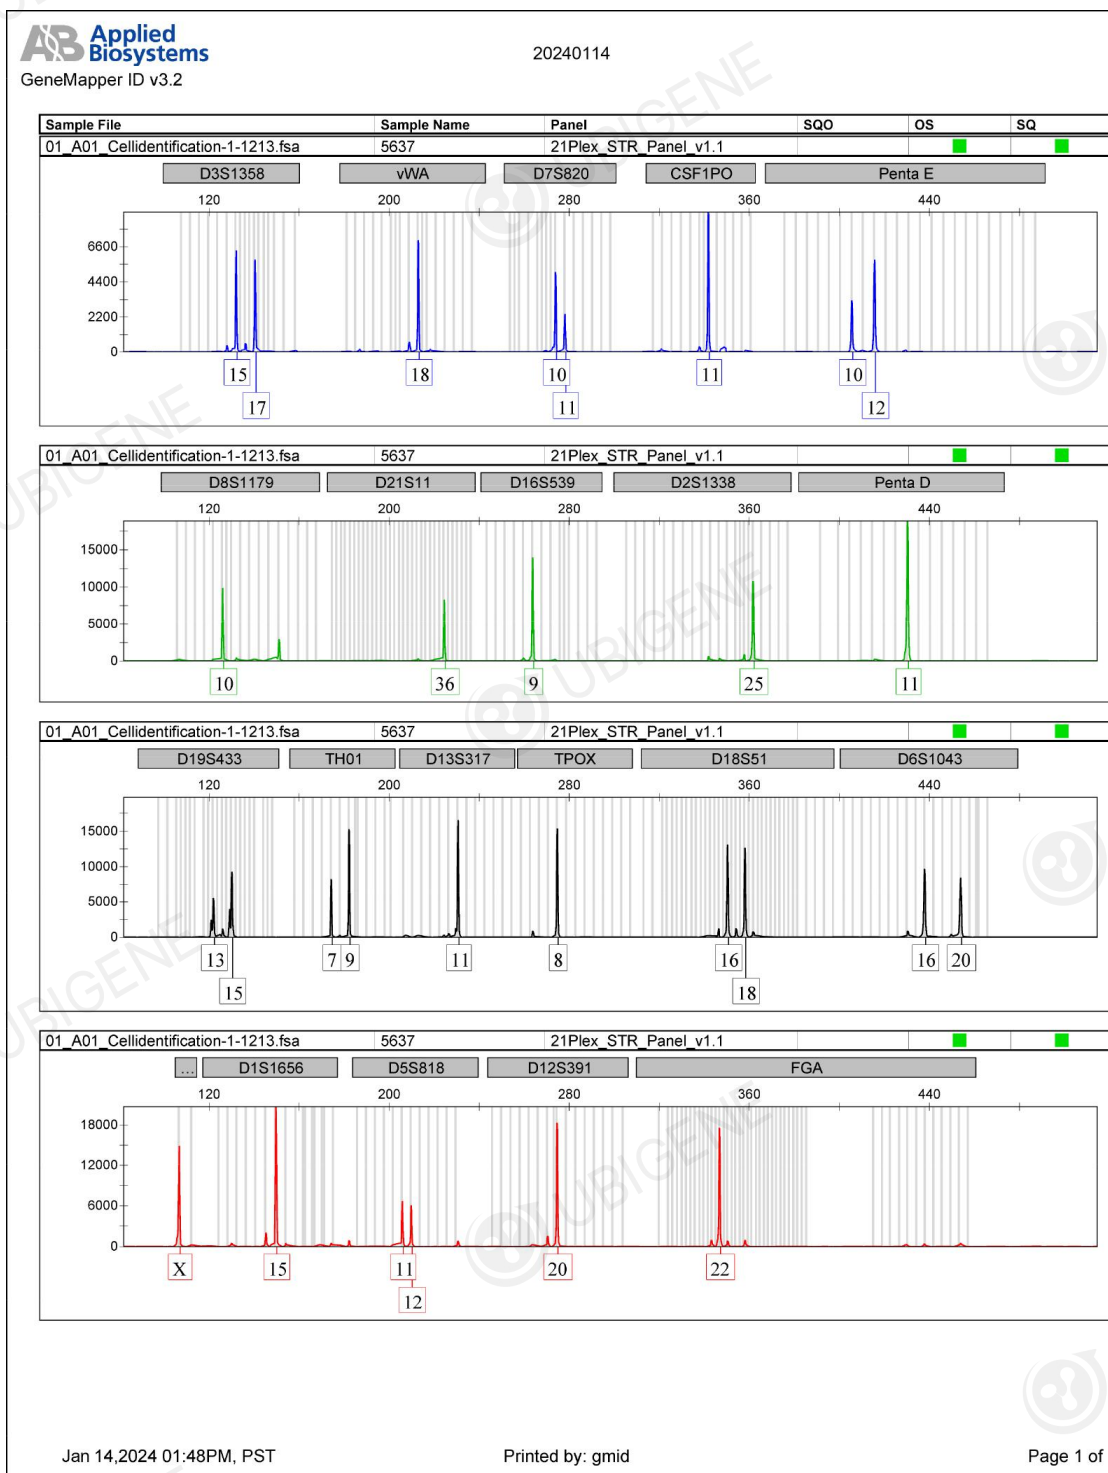 Applied
Biosystems
GeneMapper ID v3.2
20240114
Sample File Sample Name Panel SQO OS SQ
01_A01_Cellidentification-1-1213.fsa 5637 21Plex_STR_Panel_v1.1
D3S1358 vWA D7S820 CSF1PO Penta E
120 200 280 360 440
6600
4400
2200
0
15 18 10 11 10
17 11 12
01_A01_Cellidentification-1-1213.fsa 5637 21Plex_STR_Panel_v1.1
D8S1179 D21S11 D16S539 D2S1338 Penta D
120 200 280 360 440
15000
10000
5000
0
10 36 9 25 11
01_A01_Cellidentification-1-1213.fsa 5637 21Plex_STR_Panel_v1.1
D19S433 TH01 D13S317 TPOX D18S51 D6S1043
120 200 280 360 440
15000
10000
5000
0
13 7 9 11 8 16 16 20
15 18
01_A01_Cellidentification-1-1213.fsa 5637 21Plex_STR_Panel_v1.1
... D1S1656 D5S818 D12S391 FGA
120 200 280 360 440
18000
12000
6000
0
X 15 11 20 22
12
Jan 14,2024 01:48PM, PST Printed by: gmid Page 1 of
UBIGENE
UBIGENE
UBIGENE
UBIGENE
UBIGENE